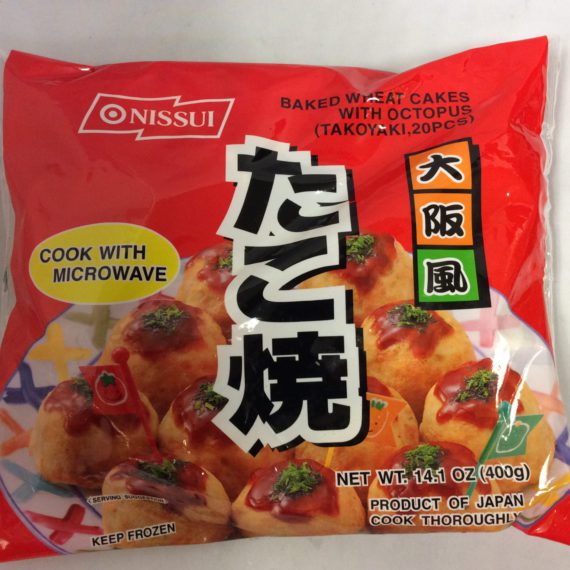 NISSUI
BAKED WHEAT CAKES
WITH OCTOPUS
(TAKOYAKI, 20PCS)
たこ焼
大阪風
COOK WITH
MICROWAVE
NET WT. 14.1 OZ (400g)
(SERVING SUGGESTION)
PRODUCT OF JAPAN
COOK THOROUGHLY
KEEP FROZEN